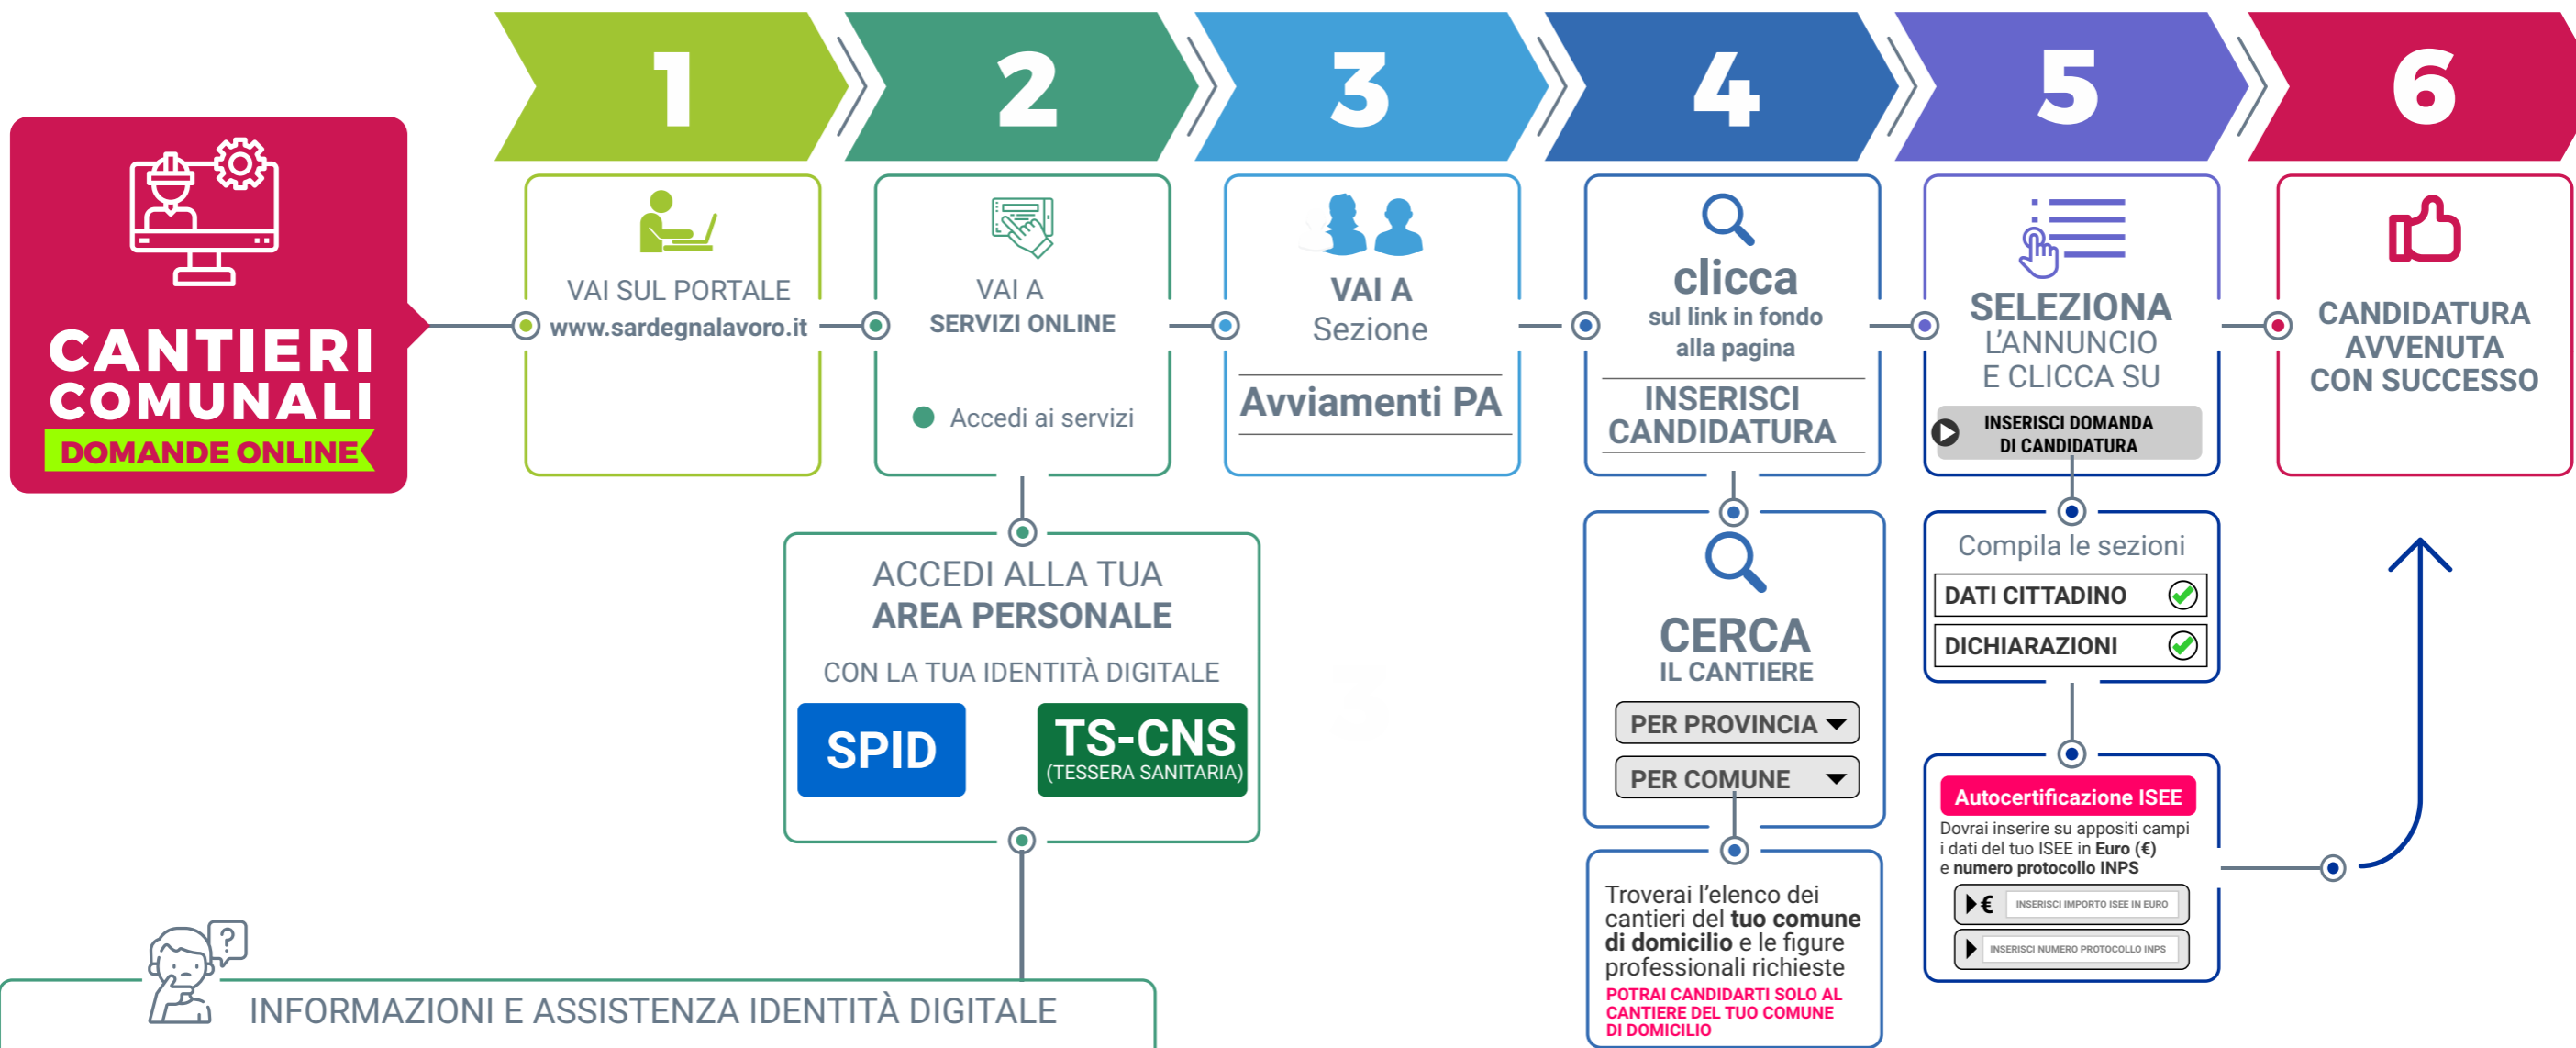 1
2
3
4
5
6
CANTIERI
COMUNALI
DOMANDE ONLINE
VAI SUL PORTALE
www.sardegnalavoro.it
VAI A
SERVIZI ONLINE
Accedi ai servizi
ACCEDI ALLA TUA
AREA PERSONALE
CON LA TUA IDENTITÀ DIGITALE
SPID
TS-CNS
(TESSERA SANITARIA)
?
INFORMAZIONI E ASSISTENZA IDENTITÀ DIGITALE
VAI A
Sezione
Avviamenti PA
clicca
sul link in fondo
alla pagina
INSERISCI
CANDIDATURA
CERCA
IL CANTIERE
PER PROVINCIA
PER COMUNE
Troverai l'elenco dei
cantieri del tuo comune
di domicilio e le figure
professionali richieste
POTRAI CANDIDARTI SOLO AL
CANTIERE DEL TUO COMUNE
DI DOMICILIO
SELEZIONA
L'ANNUNCIO
E CLICCA SU
INSERISCI DOMANDA
DI CANDIDATURA
Compila le sezioni
DATI CITTADINO
DICHIARAZIONI
Autocertificazione ISEE
Dovrai inserire su appositi campi
i dati del tuo ISEE in Euro (€)
e numero protocollo INPS
€ INSERISCI IMPORTO ISEE IN EURO
INSERISCI NUMERO PROTOCOLLO INPS
CANDIDATURA
AVVENUTA
CON SUCCESSO